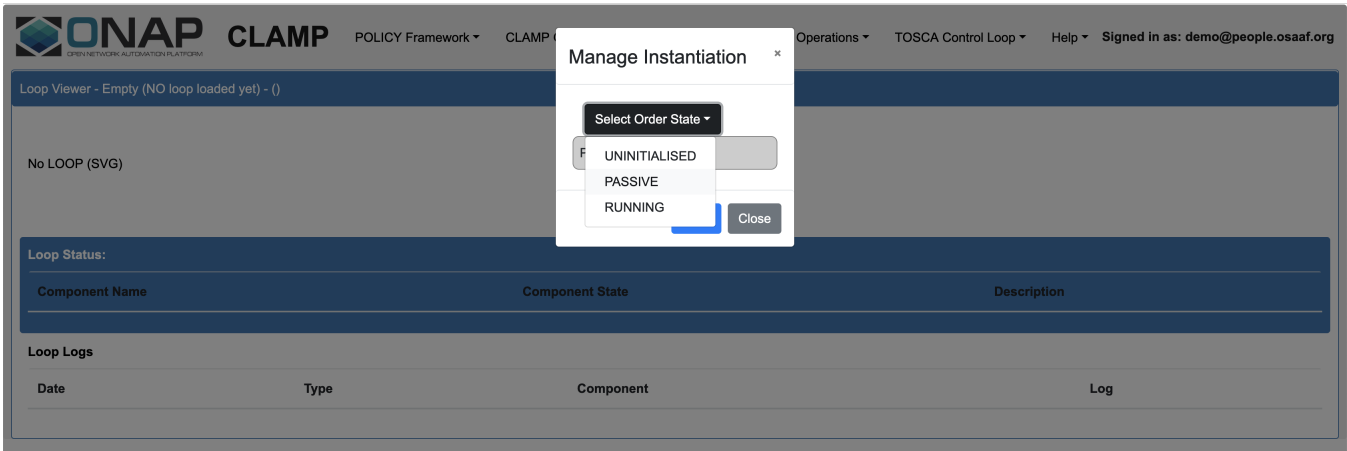 ONAP
OPEN NETWORK AUTOMATION PLATFORM
CLAMP
POLICY Framework
CLAMP
Operations
TOSCA Control Loop
Help
Signed in as: demo@people.osaaf.org
Manage Instantiation
×
Loop Viewer - Empty (NO loop loaded yet) - ()
Select Order State
UNINITIALISED
PASSIVE
RUNNING
Close
No LOOP (SVG)
Loop Status:
Component Name Component State Description
Loop Logs
Date Type Component Log